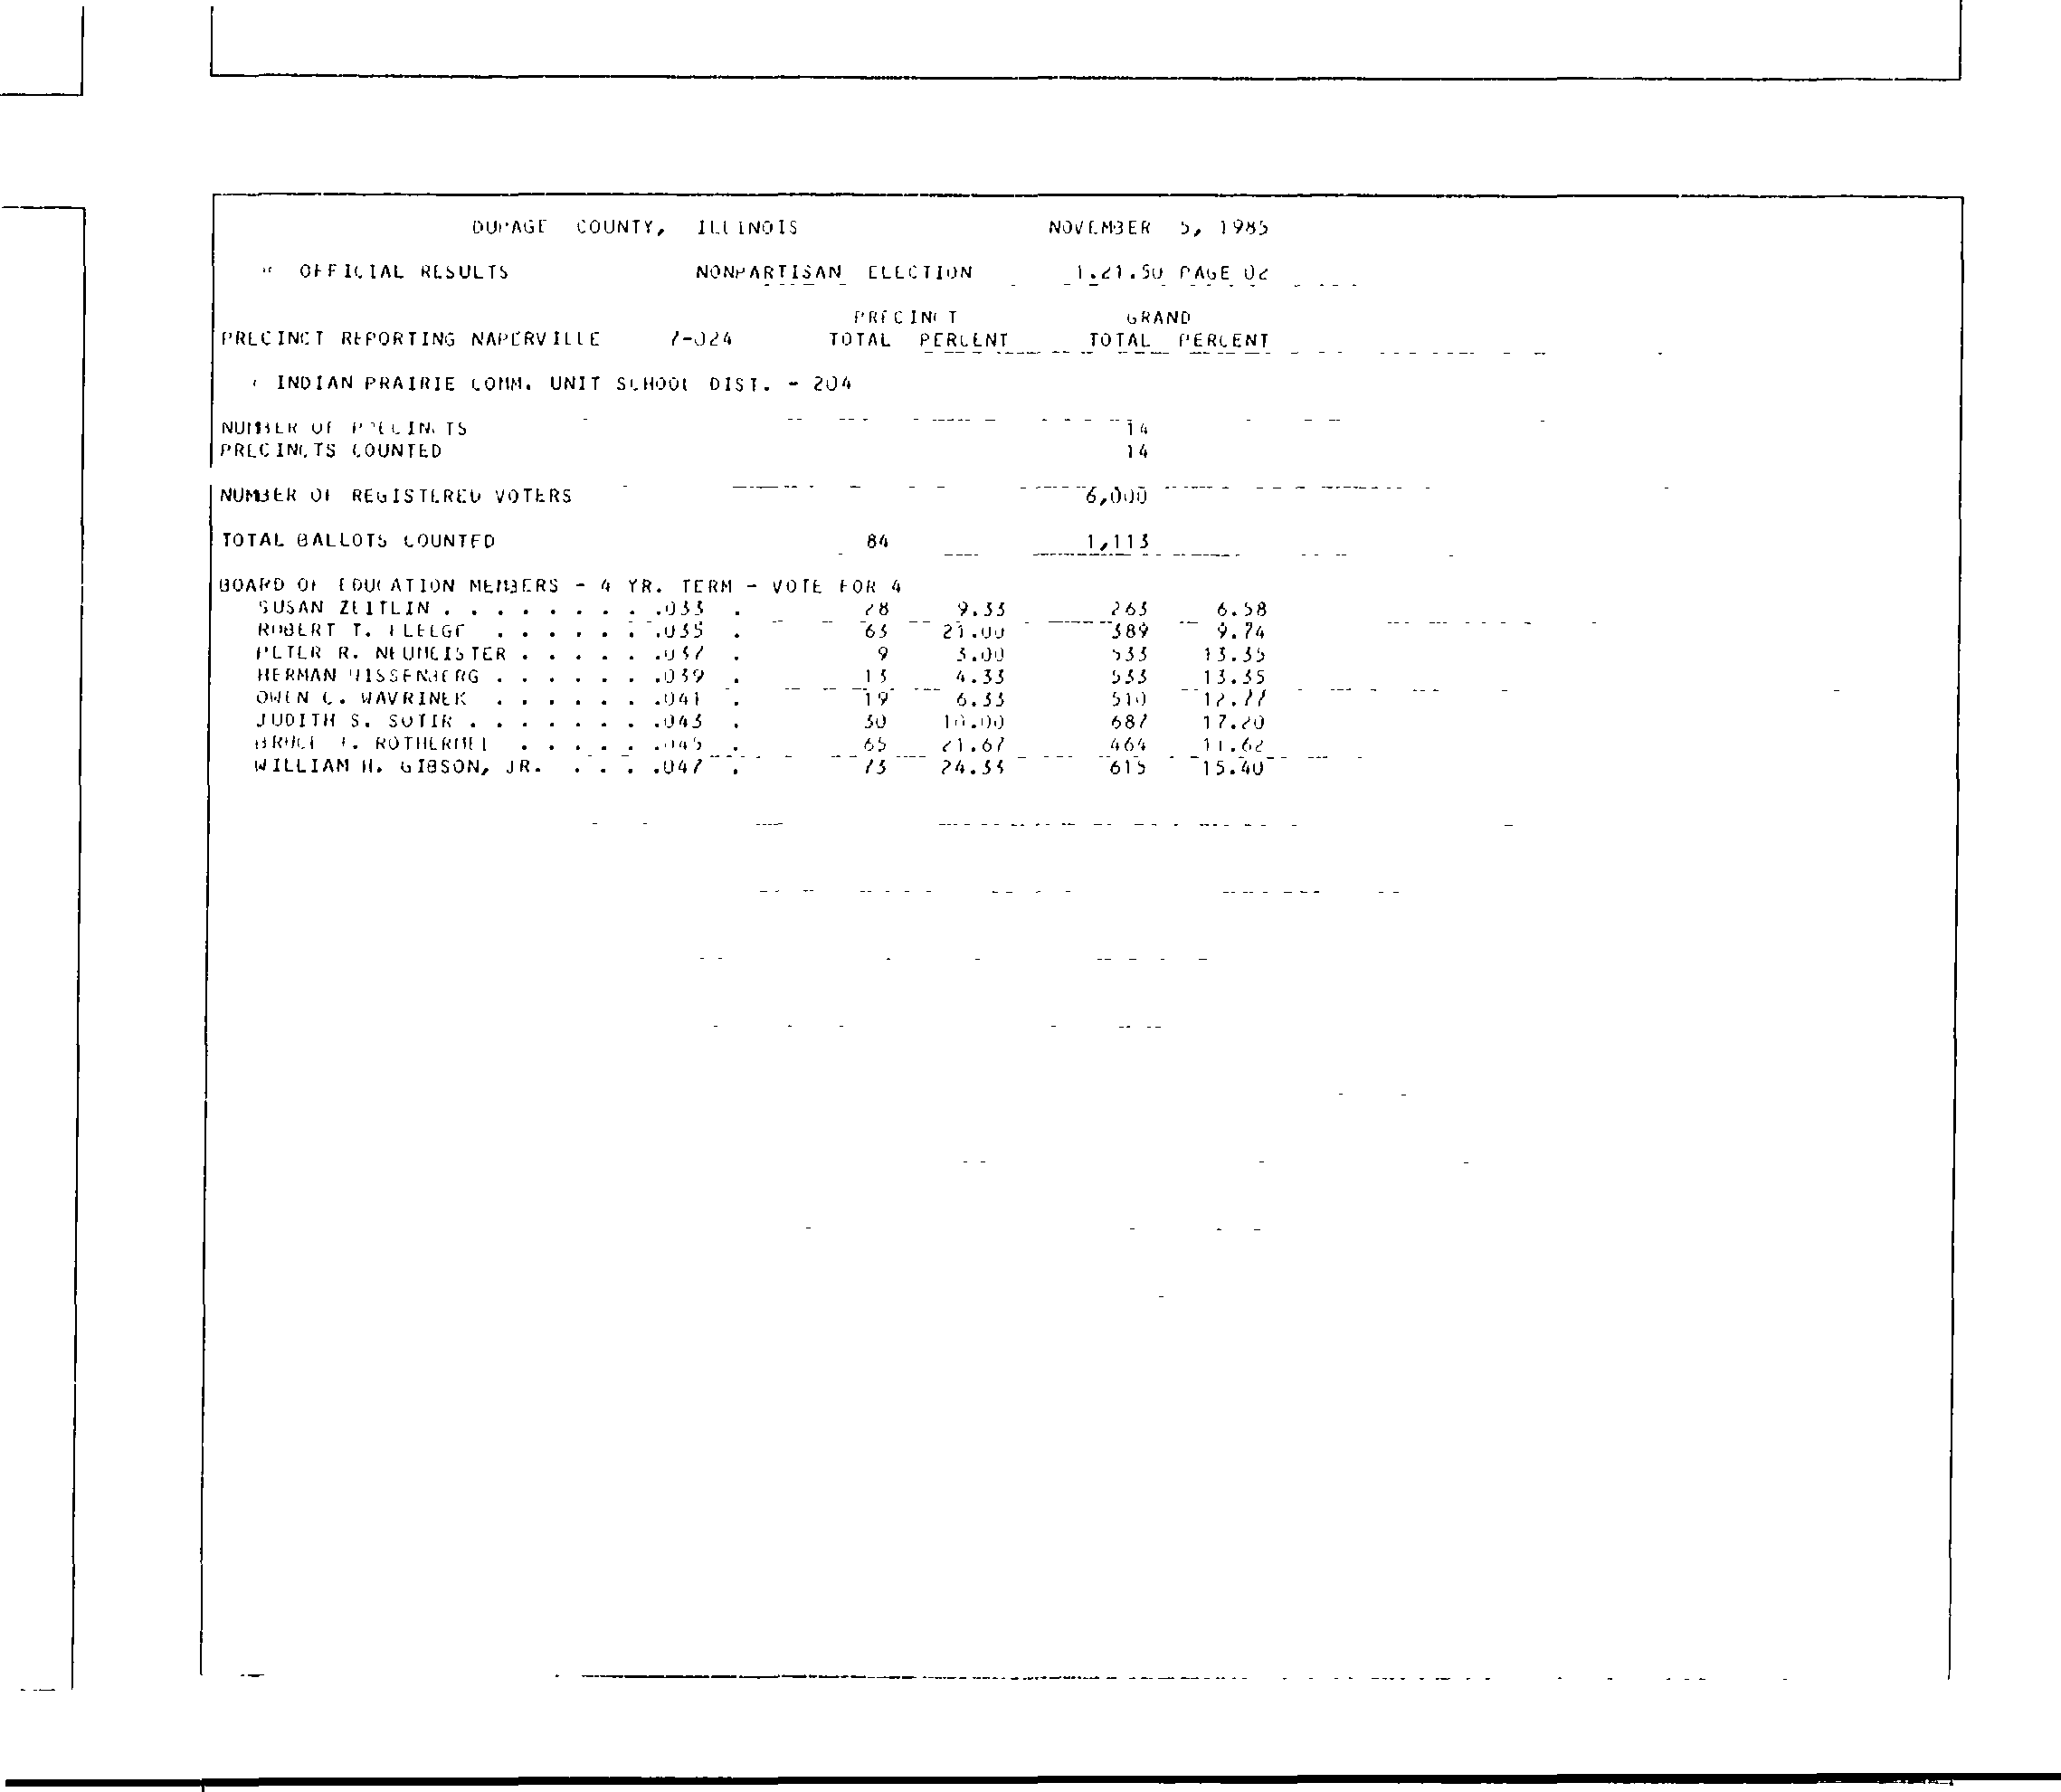 DUPAGE COUNTY, ILLINOIS NOVEMBER 5, 1985
* OFFICIAL RESULTS NONPARTISAN ELECTION 1.21.50 PAGE 02
PRECINCT GRAND
PRECINCT REPORTING NAPERVILLE 7-024 TOTAL PERCENT TOTAL PERCENT
INDIAN PRAIRIE COMM. UNIT SCHOOL DIST. - 204
NUMBER OF PRECINCTS 14
PRECINCTS COUNTED 14
NUMBER OF REGISTERED VOTERS 6,000
TOTAL BALLOTS COUNTED 84 1,113
BOARD OF EDUCATION MEMBERS - 4 YR. TERM - VOTE FOR 4
SUSAN ZEITLIN . . . . . . . . .033 . 28 9.33 263 6.58
ROBERT T. . . . . . . .035 . 63 21.00 389 9.74
PETER R. NEUMEISTER . . . . . .037 . 9 3.00 533 13.35
HERMAN . . . . . . .039 . 13 4.33 533 13.35
OWEN C. WAVRINEK . . . . . . .041 . 19 6.33 510 12.77
JUDITH S. SOTIR . . . . . . . .043 . 30 10.00 687 17.20
BRUCE ROTHERMEL . . . . . .045 . 65 21.67 464 11.62
WILLIAM H. GIBSON, JR. . . . .047 . 73 24.33 615 15.40